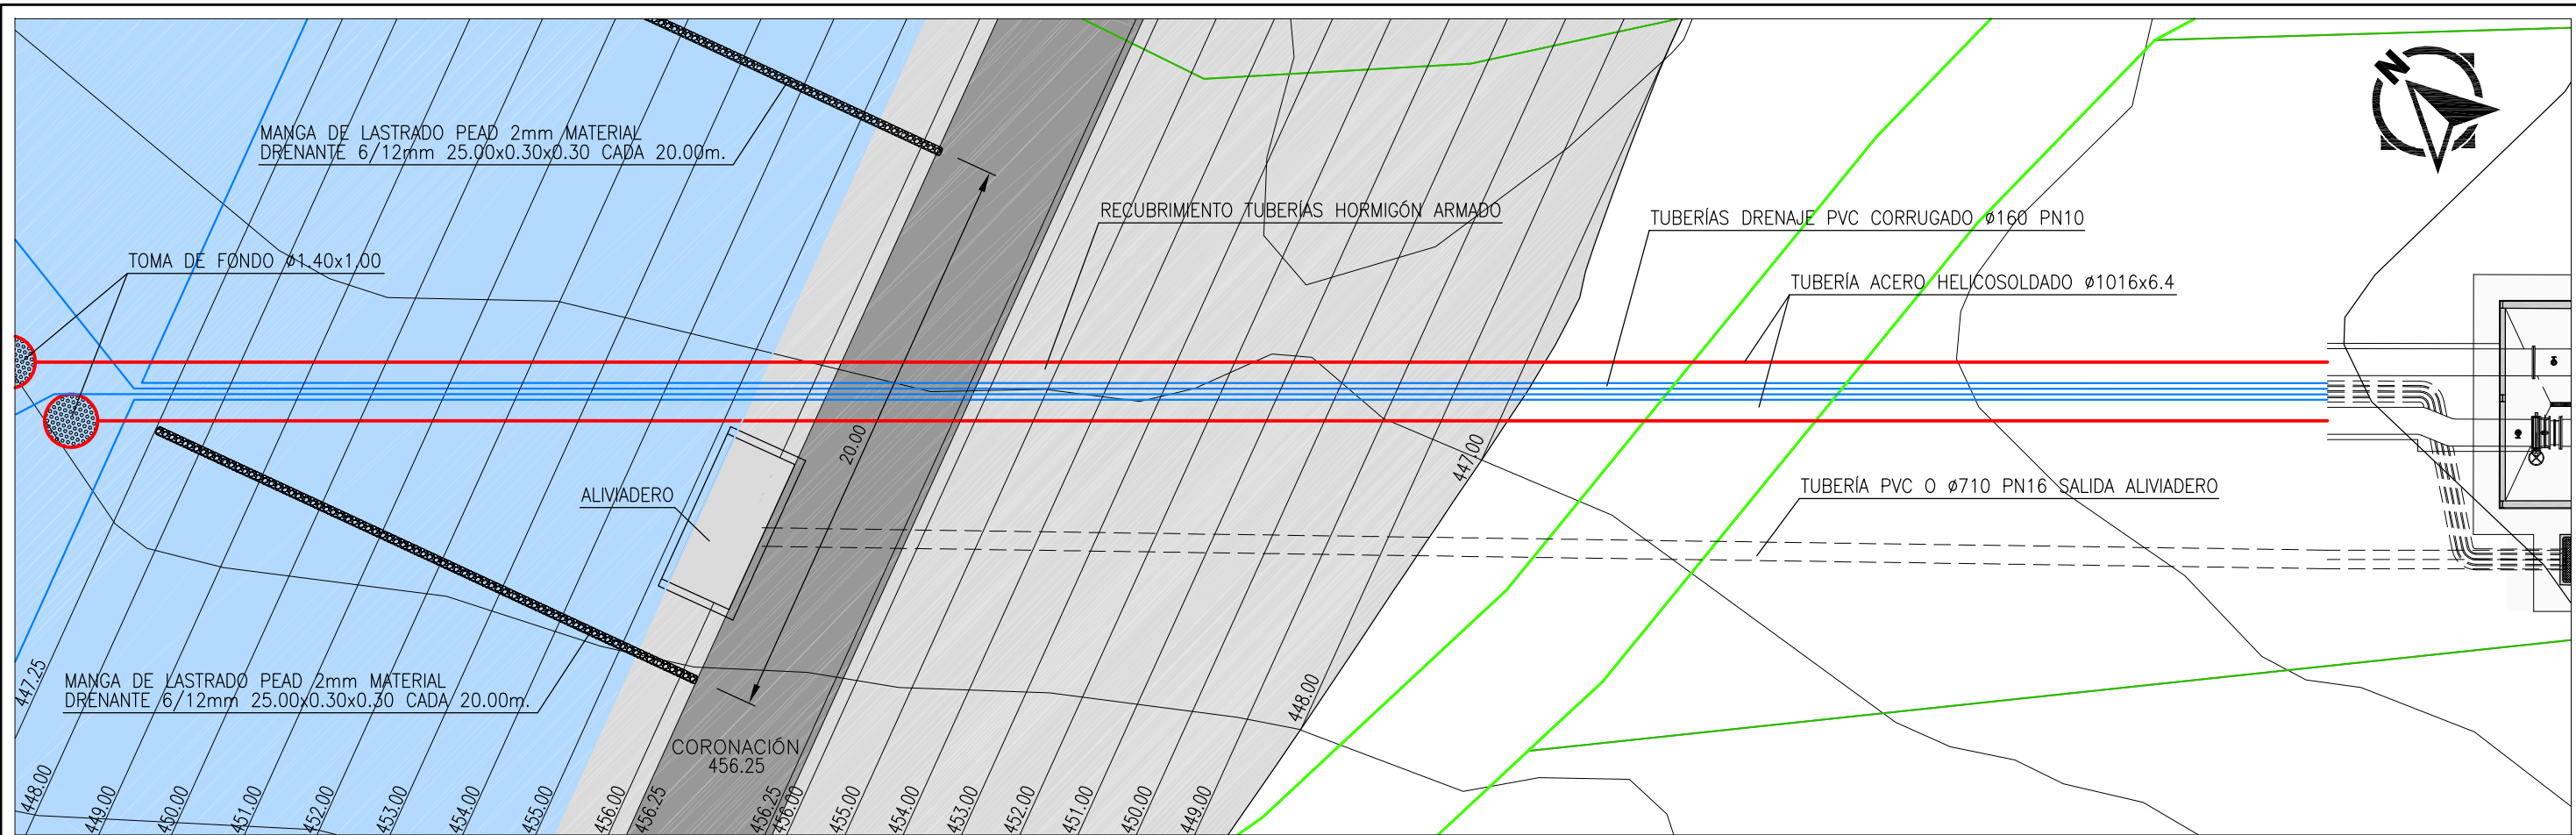 N
MANGA DE LASTRADO PEAD 2mm MATERIAL
DRENANTE 6/12mm 25.00x0.30x0.30 CADA 20.00m.
RECUBRIMIENTO TUBERÍAS HORMIGÓN ARMADO
TUBERÍAS DRENAJE PVC CORRUGADO ø160 PN10
TOMA DE FONDO ø1.40x1.00
TUBERÍA ACERO HELICOSOLDADO ø1016x6.4
20.00
447.00
ALIVIADERO
TUBERÍA PVC O ø710 PN16 SALIDA ALIVIADERO
447.25
MANGA DE LASTRADO PEAD 2mm MATERIAL
DRENANTE 6/12mm 25.00x0.30x0.30 CADA 20.00m.
448.00
CORONACIÓN
456.25
448.00
449.00
450.00
451.00
452.00
453.00
454.00
455.00
456.00
456.25
456.25
456.00
455.00
454.00
453.00
452.00
451.00
450.00
449.00